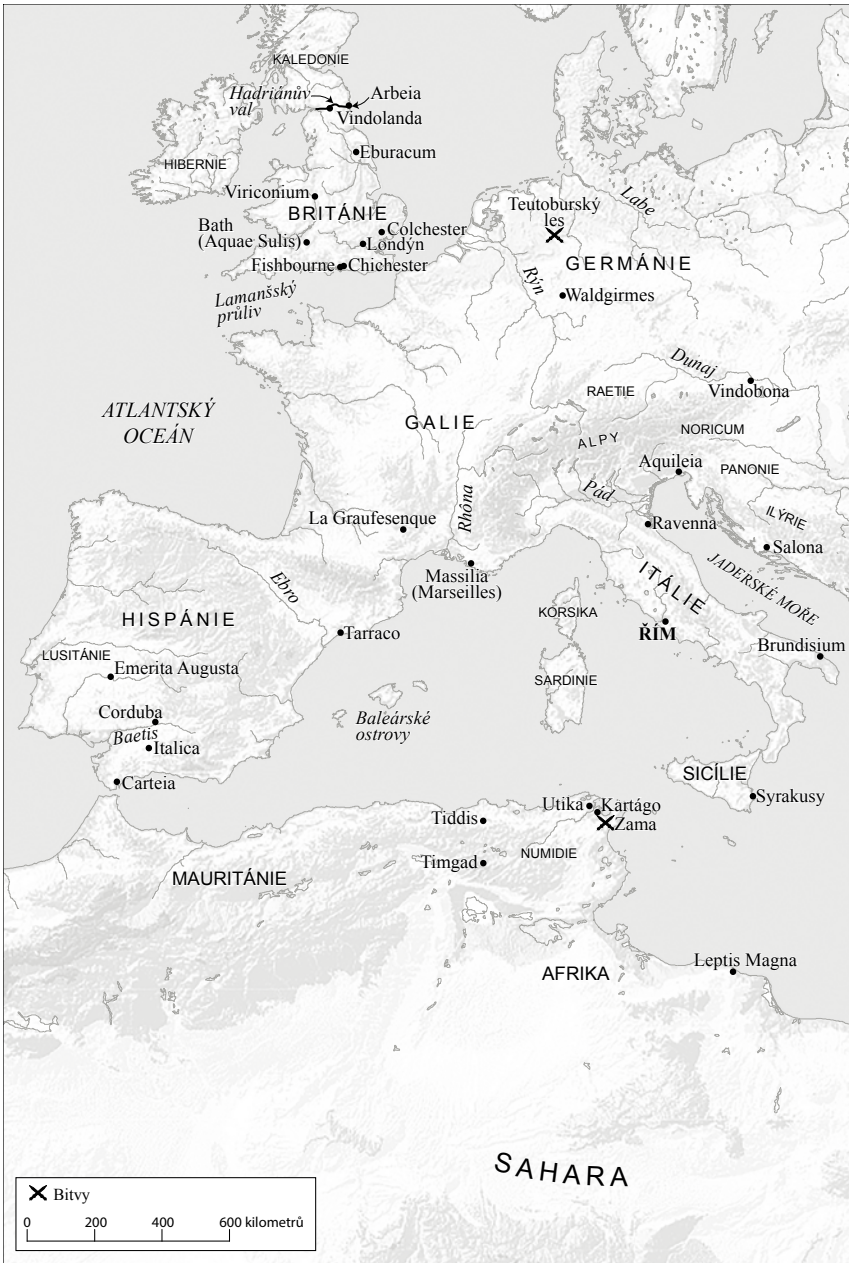 KALEDONIE
Hadriánův
val
Arbeia
Vindolanda
Eburacum
HIBERNIE
Viriconium
BRITÁNIE
Bath
(Aquae Sulis)
Colchester
Londýn
Fishbourne
Chichester
Lamanšský
průliv
Teutoburský
les
Labe
GERMÁNIE
Rýn
Waldgirmes
Dunaj
Vindobona
RAETIE
ATLANTSKÝ
OCEÁN
GALIE
ALPY
NORICUM
Aquileia
PANONIE
Pád
La Graufesenque
Rhôna
Ravenna
ILÝRIE
Salona
Massilia
(Marseilles)
ITÁLIE
JADERSKÉ MOŘE
Ebro
HISPÁNIE
KORSIKA
ŘÍM
Tarraco
Brundisium
LUSITÁNIE
Emerita Augusta
SARDINIE
Corduba
Baetis
Italica
Baleárské
ostrovy
Carteia
SICÍLIE
Syrakusy
Utika
Kartágo
Zama
Tiddis
NUMIDIE
Timgad
MAURITÁNIE
Leptis Magna
AFRIKA
SAHARA
Bitvy
0 200 400 600 kilometrů